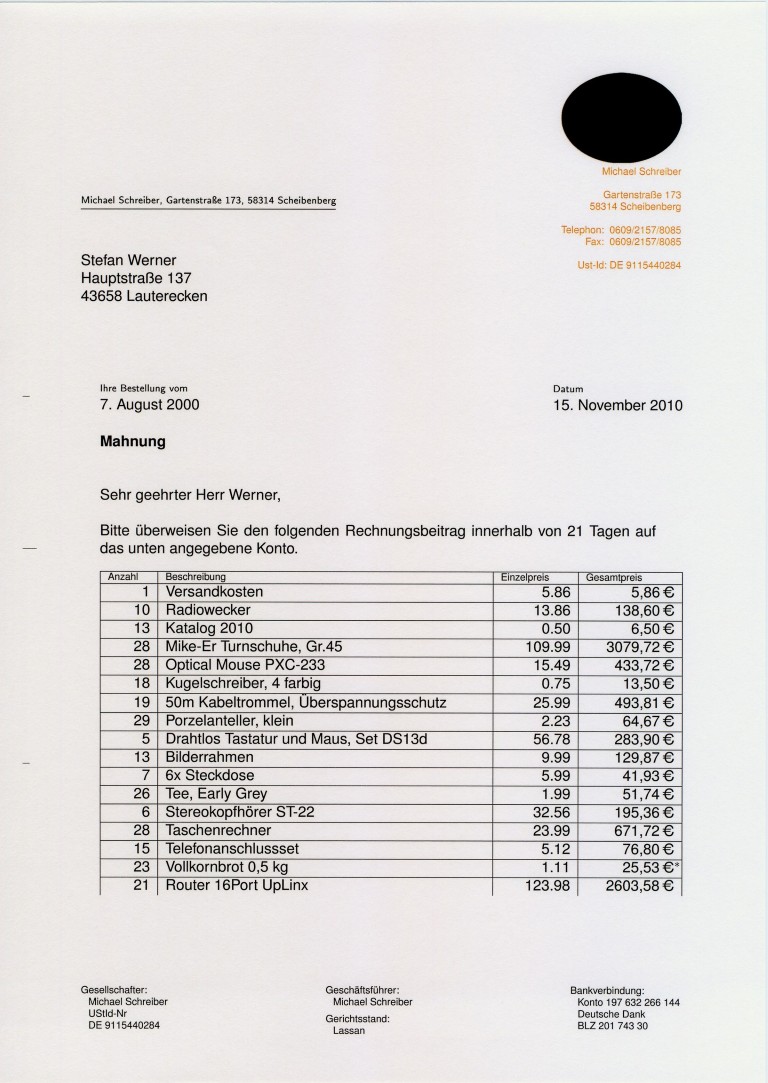 Michael Schreiber
Gartenstraße 173
58314 Scheibenberg
Telephon: 0609/2157/8085
Fax: 0609/2157/8085
Ust-Id: DE 9115440284
Michael Schreiber, Gartenstraße 173, 58314 Scheibenberg
Stefan Werner
Hauptstraße 137
43658 Lauterecken
Ihre Bestellung vom Datum
7. August 2000 15. November 2010
Mahnung
Sehr geehrter Herr Werner,
Bitte überweisen Sie den folgenden Rechnungsbeitrag innerhalb von 21 Tagen auf
das unten angegebene Konto.
Anzahl Beschreibung Einzelpreis Gesamtpreis
1 Versandkosten 5.86 5,86 €
10 Radiowecker 13.86 138,60 €
13 Katalog 2010 0.50 6,50 €
28 Mike-Er Turnschuhe, Gr.45 109.99 3079,72 €
28 Optical Mouse PXC-233 15.49 433,72 €
18 Kugelschreiber, 4 farbig 0.75 13,50 €
19 50m Kabeltrommel, Überspannungsschutz 25.99 493,81 €
29 Porzelanteller, klein 2.23 64,67 €
5 Drahtlos Tastatur und Maus, Set DS13d 56.78 283,90 €
13 Bilderrahmen 9.99 129,87 €
7 6x Steckdose 5.99 41,93 €
26 Tee, Early Grey 1.99 51,74 €
6 Stereokopfhörer ST-22 32.56 195,36 €
28 Taschenrechner 23.99 671,72 €
15 Telefonanschlussset 5.12 76,80 €
23 Vollkornbrot 0,5 kg 1.11 25,53 €*
21 Router 16Port UpLinx 123.98 2603,58 €
Gesellschafter:
Michael Schreiber
UStId-Nr
DE 9115440284
Geschäftsführer:
Michael Schreiber
Gerichtsstand:
Lassan
Bankverbindung:
Konto 197 632 266 144
Deutsche Dank
BLZ 201 743 30